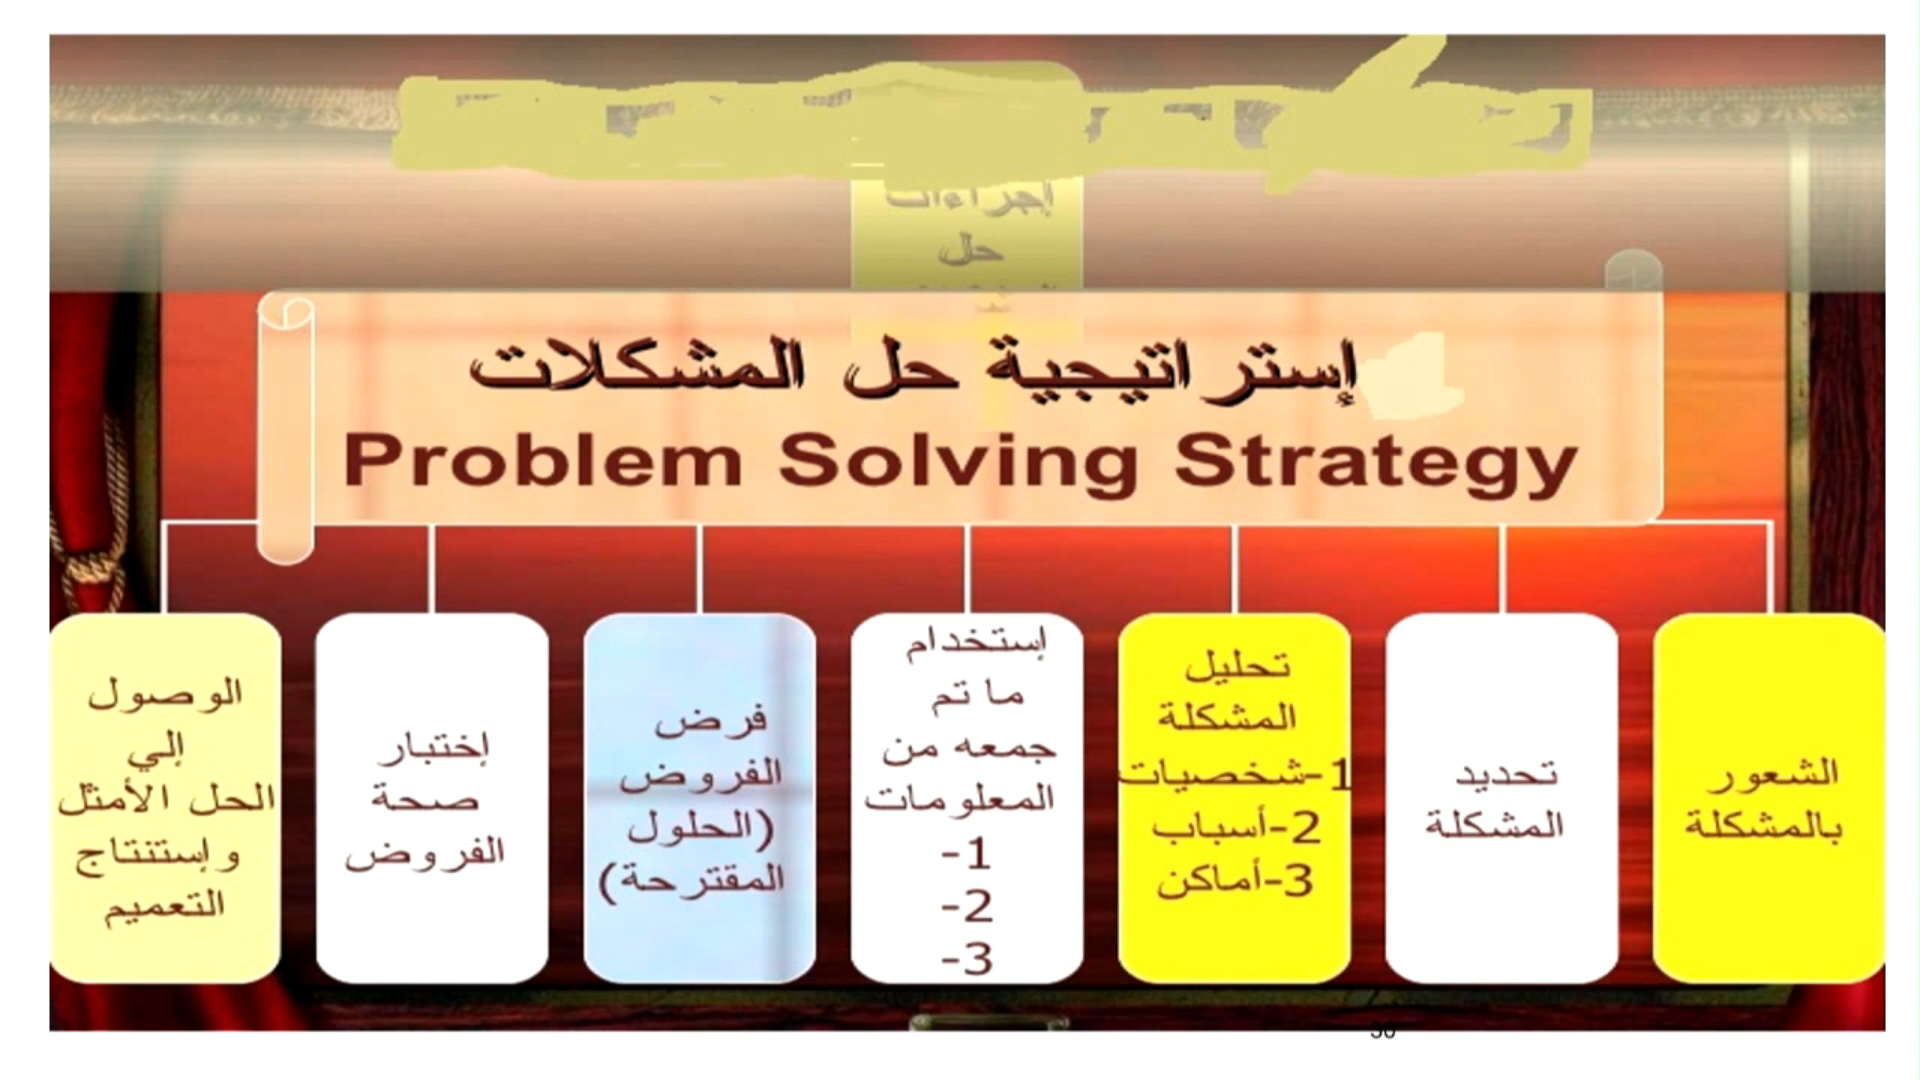 إجراءات
حل
إستراتيجية حل المشكلات
Problem Solving Strategy
الشعور
بالمشكلة
تحديد
المشكلة
تحليل
المشكلة
1-شخصيات
2-أسباب
3-أماكن
إستخدام
ما تم
جمعه من
المعلومات
1-
2-
3-
فرض
الفروض
(الحلول
المقترحة)
إختبار
صحة
الفروض
الوصول
إلي
الحل الأمثل
وإستنتاج
التعميم